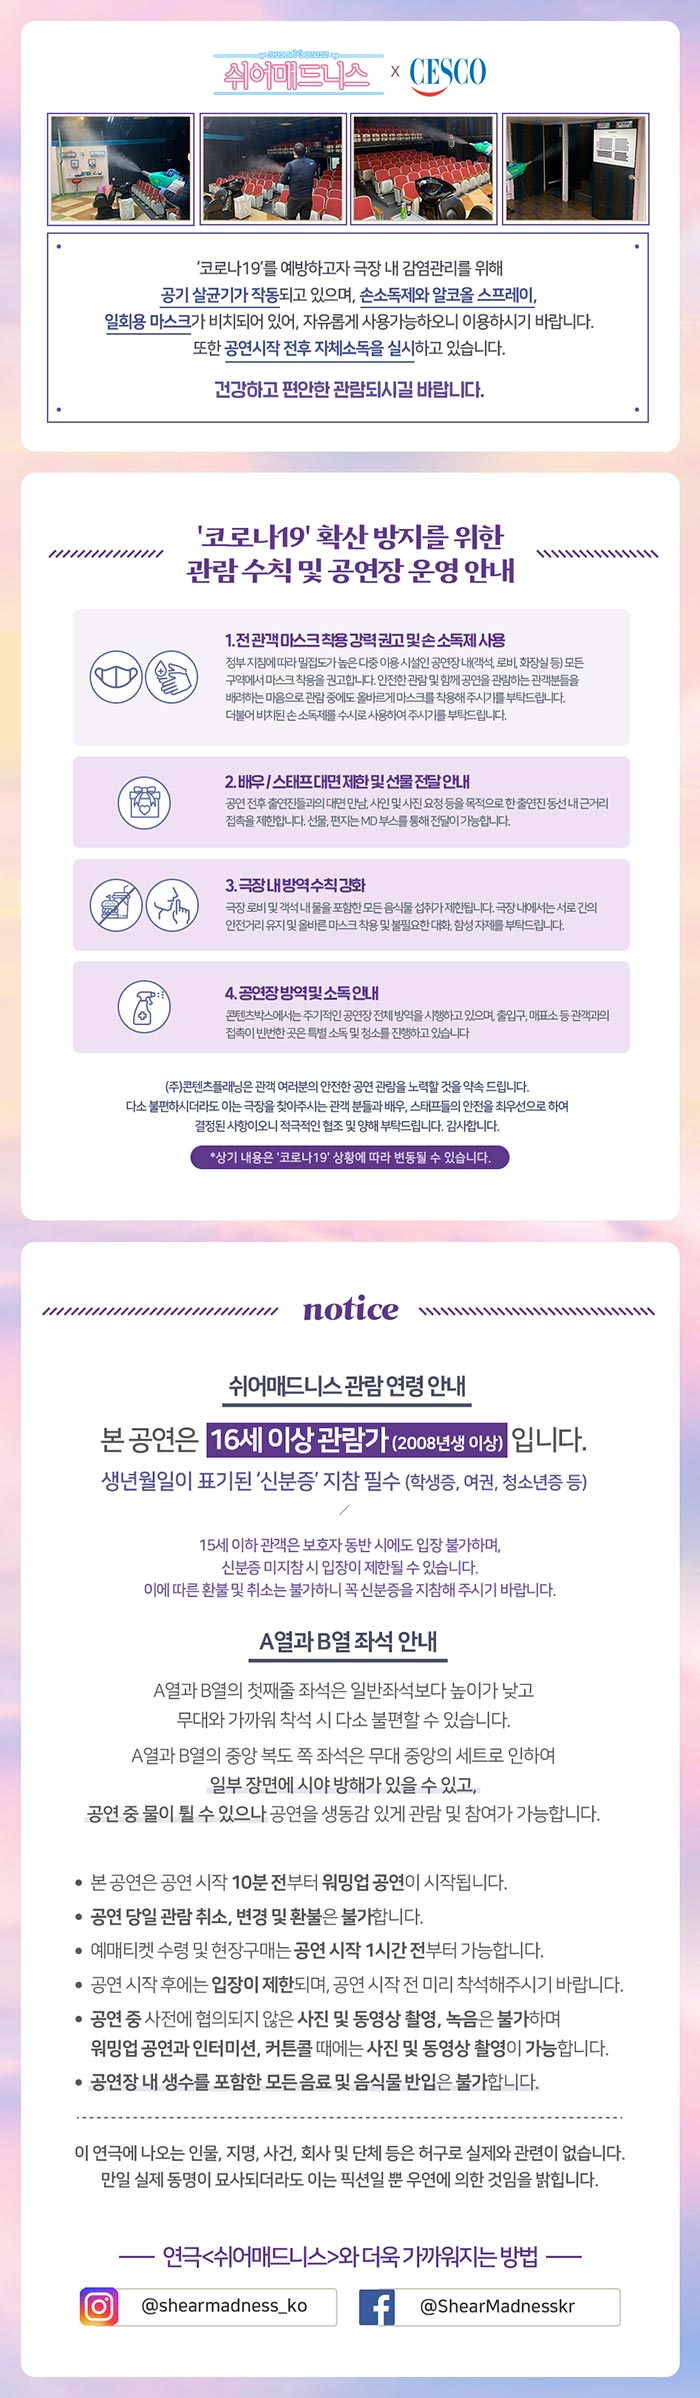 SHEAR MADNESS
쉬어매드니스 x CESCO
'코로나19'를 예방하고자 극장 내 감염관리를 위해
공기 살균기가 작동되고 있으며, 손소독제와 알코올 스프레이,
일회용 마스크가 비치되어 있어, 자유롭게 사용가능하오니 이용하시기 바랍니다.
또한 공연시작 전후 자체소독을 실시하고 있습니다.
건강하고 편안한 관람되시길 바랍니다.
'코로나19' 확산 방지를 위한
관람 수칙 및 공연장 운영 안내
1. 전 관객 마스크 착용 강력 권고 및 손 소독제 사용
정부 지침에 따라 밀집도가 높은 다중 이용 시설인 공연장 내(객석, 로비, 화장실 등) 모든
구역에서 마스크 착용을 권고합니다. 안전한 관람 및 함께 공연을 관람하는 관객분들을
배려하는 마음으로 관람 중에도 올바르게 마스크를 착용해 주시기를 부탁드립니다.
더불어 비치된 손 소독제를 수시로 사용하여 주시기를 부탁드립니다.
2. 배우 / 스태프 대면 제한 및 선물 전달 안내
공연 전후 출연진들과의 대면 만남, 사인 및 사진 요청 등을 목적으로 한 출연진 동선 내 근거리
접촉을 제한합니다. 선물, 편지는 MD 부스를 통해 전달이 가능합니다.
3. 극장 내 방역 수칙 강화
극장 로비 및 객석 내 물을 포함한 모든 음식물 섭취가 제한됩니다. 극장 내에서는 서로 간의
안전거리 유지 및 올바른 마스크 착용 및 불필요한 대화, 함성 자제를 부탁드립니다.
4. 공연장 방역 및 소독 안내
콘텐츠박스에서는 주기적인 공연장 전체 방역을 시행하고 있으며, 출입구, 매표소 등 관객과의
접촉이 빈번한 곳은 특별 소독 및 청소를 진행하고 있습니다
(주)콘텐츠플래닝은 관객 여러분의 안전한 공연 관람을 노력할 것을 약속 드립니다.
다소 불편하시더라도 이는 극장을 찾아주시는 관객 분들과 배우, 스태프들의 안전을 최우선으로 하여
결정된 사항이오니 적극적인 협조 및 양해 부탁드립니다. 감사합니다.
*상기 내용은 '코로나19' 상황에 따라 변동될 수 있습니다.
notice
쉬어매드니스 관람 연령 안내
본 공연은 16세 이상 관람가 (2008년생 이상) 입니다.
생년월일이 표기된 '신분증' 지참 필수 (학생증, 여권, 청소년증 등)
15세 이하 관객은 보호자 동반 시에도 입장 불가하며,
신분증 미지참 시 입장이 제한될 수 있습니다.
이에 따른 환불 및 취소는 불가하니 꼭 신분증을 지참해 주시기 바랍니다.
A열과 B열 좌석 안내
A열과 B열의 첫째줄 좌석은 일반좌석보다 높이가 낮고
무대와 가까워 착석 시 다소 불편할 수 있습니다.
A열과 B열의 중앙 복도 쪽 좌석은 무대 중앙의 세트로 인하여
일부 장면에 시야 방해가 있을 수 있고,
공연 중 물이 튈 수 있으나 공연을 생동감 있게 관람 및 참여가 가능합니다.
• 본 공연은 공연 시작 10분 전부터 워밍업 공연이 시작됩니다.
• 공연 당일 관람 취소, 변경 및 환불은 불가합니다.
• 예매티켓 수령 및 현장구매는 공연 시작 1시간 전부터 가능합니다.
• 공연 시작 후에는 입장이 제한되며, 공연 시작 전 미리 착석해주시기 바랍니다.
• 공연 중 사전에 협의되지 않은 사진 및 동영상 촬영, 녹음은 불가하며
워밍업 공연과 인터미션, 커튼콜 때에는 사진 및 동영상 촬영이 가능합니다.
• 공연장 내 생수를 포함한 모든 음료 및 음식물 반입은 불가합니다.
이 연극에 나오는 인물, 지명, 사건, 회사 및 단체 등은 허구로 실제와 관련이 없습니다.
만일 실제 동명이 묘사되더라도 이는 픽션일 뿐 우연에 의한 것임을 밝힙니다.
연극<쉬어매드니스>와 더욱 가까워지는 방법
@shearmadness_ko
@ShearMadnesskr